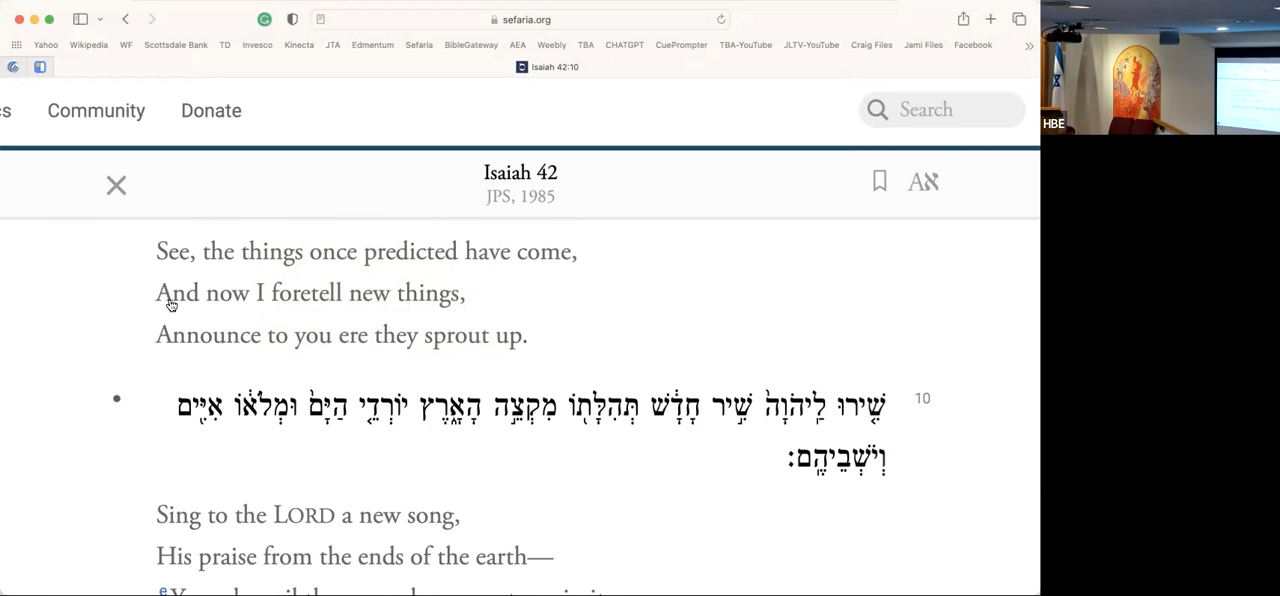 sefaria.org
Yahoo Wikipedia WF Scottsdale Bank TD Invesco Kinecta JTA Edmentum Sefaria BibleGateway AEA Weebly TBA CHATGPT CuePrompter TBA-YouTube JLTV-YouTube Craig Files Jami Files Facebook
Isaiah 42:10
HBE
Community Donate Search
Isaiah 42
JPS, 1985
Aא
See, the things once predicted have come,
And now I foretell new things,
Announce to you ere they sprout up.
10
שִׁ֤ירוּ לַֽיהֹוָה֙ שִׁ֣יר חָדָ֔שׁ תְּהִלָּת֖וֹ מִקְצֵ֣ה הָאָ֑רֶץ יוֹרְדֵ֤י הַיָּם֙ וּמְלֹא֔וֹ אִיִּ֖ים
וְיֹשְׁבֵיהֶֽם׃
Sing to the LORD a new song,
His praise from the ends of the earth—
e